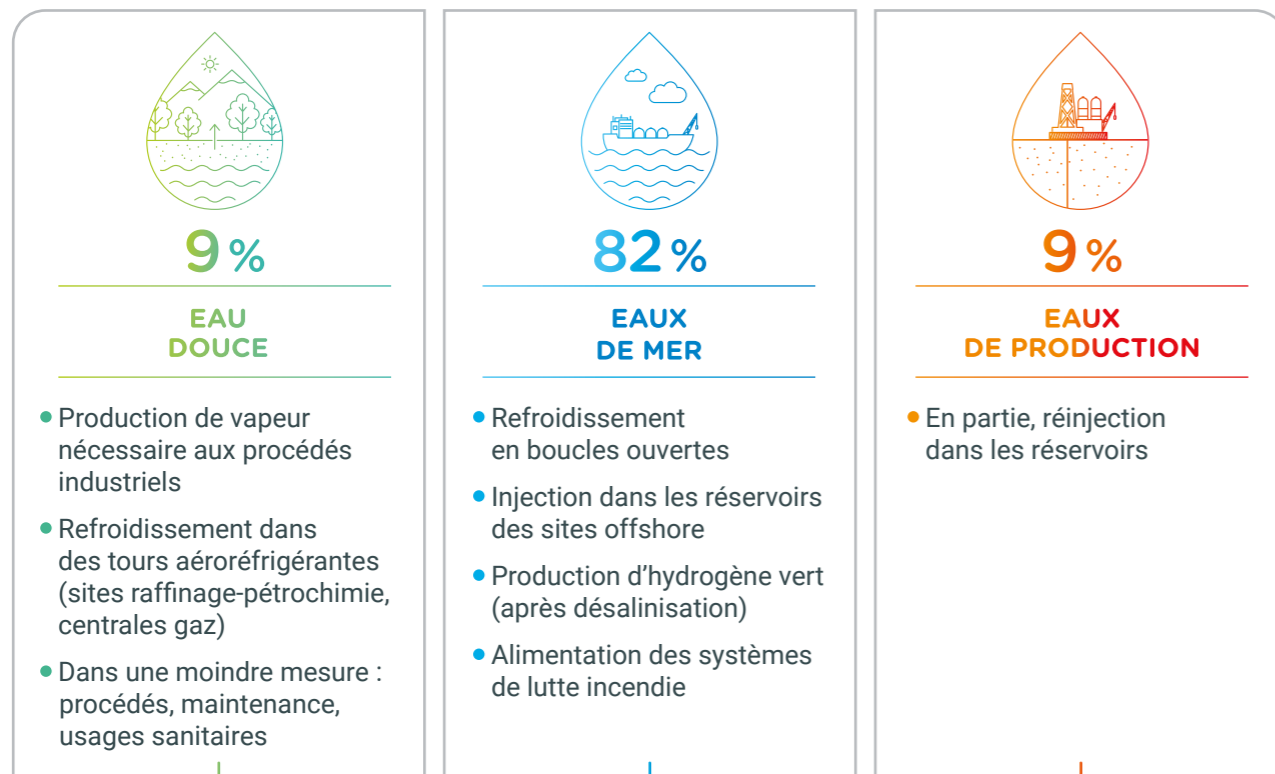 9 %
EAU
DOUCE
• Production de vapeur
nécessaire aux procédés
industriels
• Refroidissement dans
des tours aéroréfrigérantes
(sites raffinage-pétrochimie,
centrales gaz)
• Dans une moindre mesure :
procédés, maintenance,
usages sanitaires
82 %
EAUX
DE MER
• Refroidissement
en boucles ouvertes
• Injection dans les réservoirs
des sites offshore
• Production d’hydrogène vert
(après désalinisation)
• Alimentation des systèmes
de lutte incendie
9 %
EAUX
DE PRODUCTION
• En partie, réinjection
dans les réservoirs